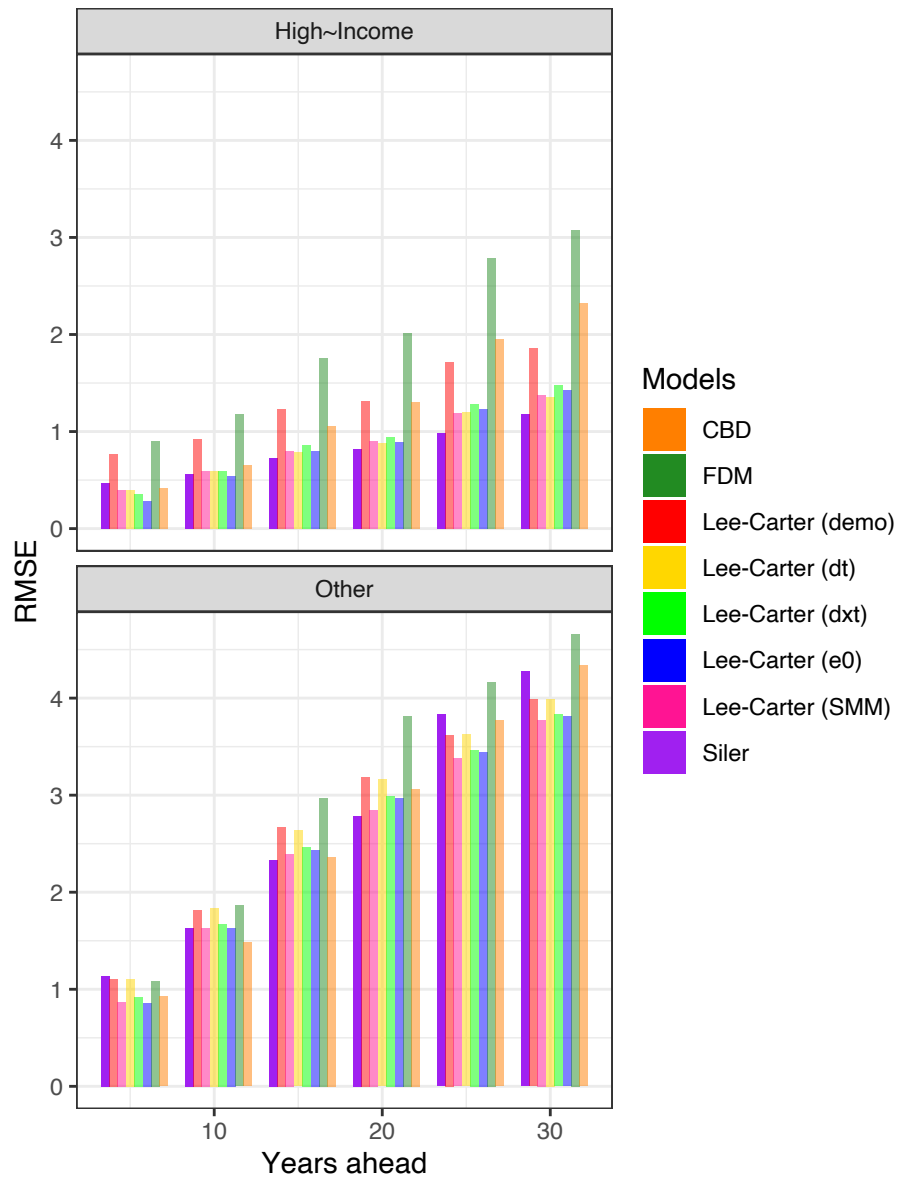 High~Income
4
3
2
1
0
Other
4
3
2
1
0
10
20
30
Years ahead
RMSE
Models
CBD
FDM
Lee-Carter (demo)
Lee-Carter (dt)
Lee-Carter (dxt)
Lee-Carter (e0)
Lee-Carter (SMM)
Siler